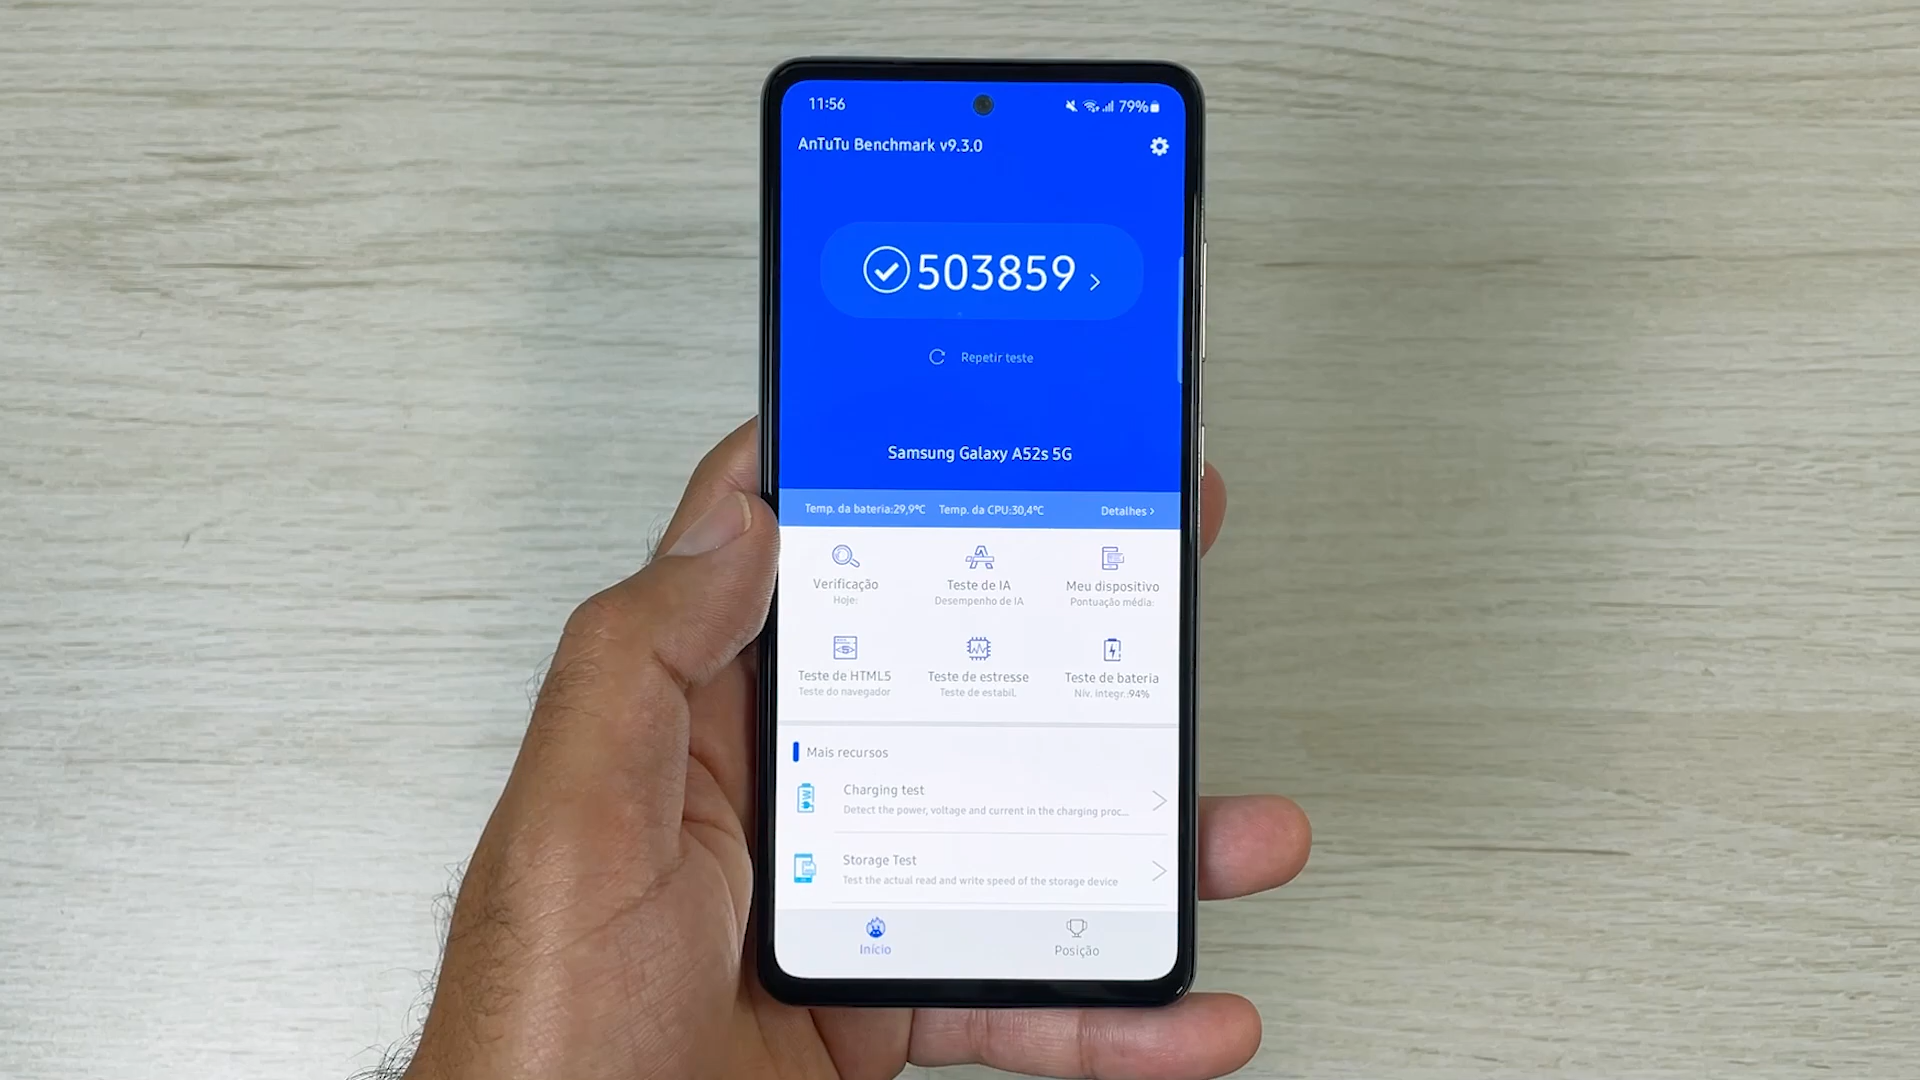 11:56
79%
AnTuTu Benchmark v9.3.0
503859
Repetir teste
Samsung Galaxy A52s 5G
Temp. da bateria:29,9°C Temp. da CPU:30,4°C Detalhes
Verificação Teste de IA Meu dispositivo
Hoje: Desempenho de IA Pontuação média:
Teste de HTML5 Teste de estresse Teste de bateria
Teste do navegador Teste de estabil. Nív. integr.:94%
Mais recursos
Charging test
Detect the power, voltage and current in the charging proc...
Storage Test
Test the actual read and write speed of the storage device
Início Posição